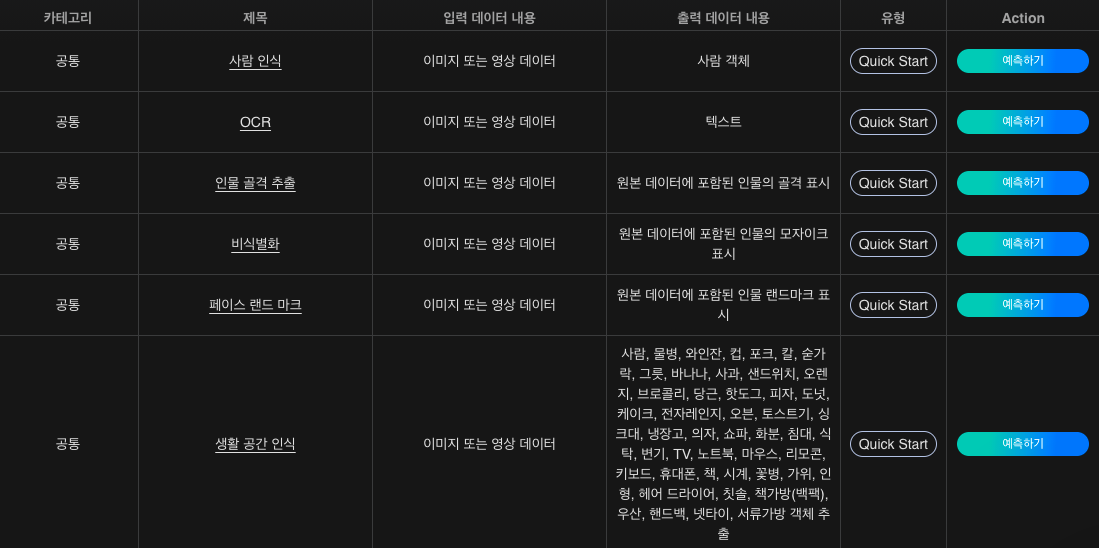 카테고리 제목 입력 데이터 내용 출력 데이터 내용 유형 Action
공통 사람 인식 이미지 또는 영상 데이터 사람 객체 Quick Start 예측하기
공통 OCR 이미지 또는 영상 데이터 텍스트 Quick Start 예측하기
공통 인물 골격 추출 이미지 또는 영상 데이터 원본 데이터에 포함된 인물의 골격 표시 Quick Start 예측하기
공통 비식별화 이미지 또는 영상 데이터 원본 데이터에 포함된 인물의 모자이크
표시 Quick Start 예측하기
공통 페이스 랜드 마크 이미지 또는 영상 데이터 원본 데이터에 포함된 인물 랜드마크 표
시 Quick Start 예측하기
공통 생활 공간 인식 이미지 또는 영상 데이터 사람, 물병, 와인잔, 컵, 포크, 칼, 숟가
락, 그릇, 바나나, 사과, 샌드위치, 오렌
지, 브로콜리, 당근, 핫도그, 피자, 도넛,
케이크, 전자레인지, 오븐, 토스트기, 싱
크대, 냉장고, 의자, 쇼파, 화분, 침대, 식
탁, 변기, TV, 노트북, 마우스, 리모콘,
키보드, 휴대폰, 책, 시계, 꽃병, 가위, 인
형, 헤어 드라이어, 칫솔, 책가방(백팩),
우산, 핸드백, 넷타이, 서류가방 객체 추
출 Quick Start 예측하기